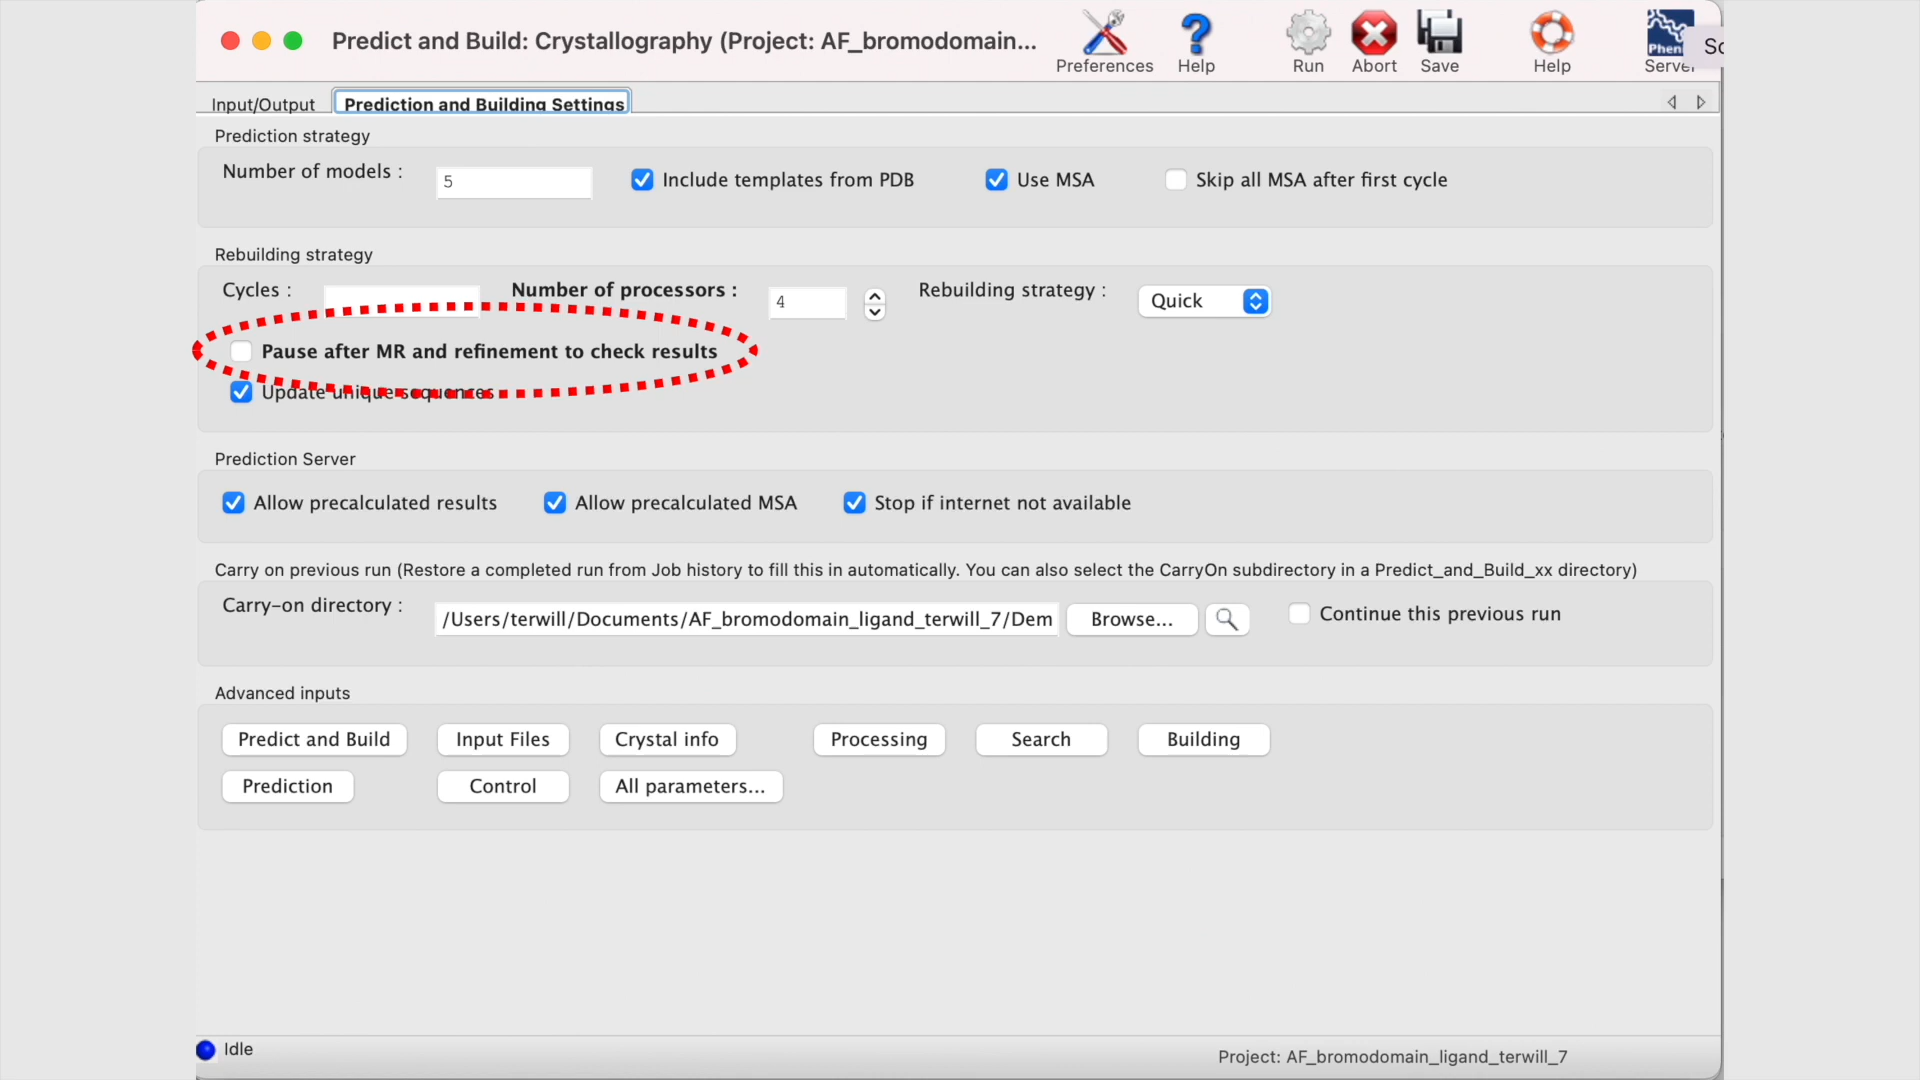 Predict and Build: Crystallography (Project: AF_bromodomain...
Preferences Help Run Abort Save Help Server
Input/Output Prediction and Building Settings
Prediction strategy
Number of models : 5 Include templates from PDB Use MSA Skip all MSA after first cycle
Rebuilding strategy
Cycles : Number of processors : 4 Rebuilding strategy : Quick
Pause after MR and refinement to check results
Update unique sequences
Prediction Server
Allow precalculated results Allow precalculated MSA Stop if internet not available
Carry on previous run (Restore a completed run from Job history to fill this in automatically. You can also select the CarryOn subdirectory in a Predict_and_Build_xx directory)
Carry-on directory : /Users/terwill/Documents/AF_bromodomain_ligand_terwill_7/Dem Browse... Continue this previous run
Advanced inputs
Predict and Build Input Files Crystal info Processing Search Building
Prediction Control All parameters...
Idle
Project: AF_bromodomain_ligand_terwill_7